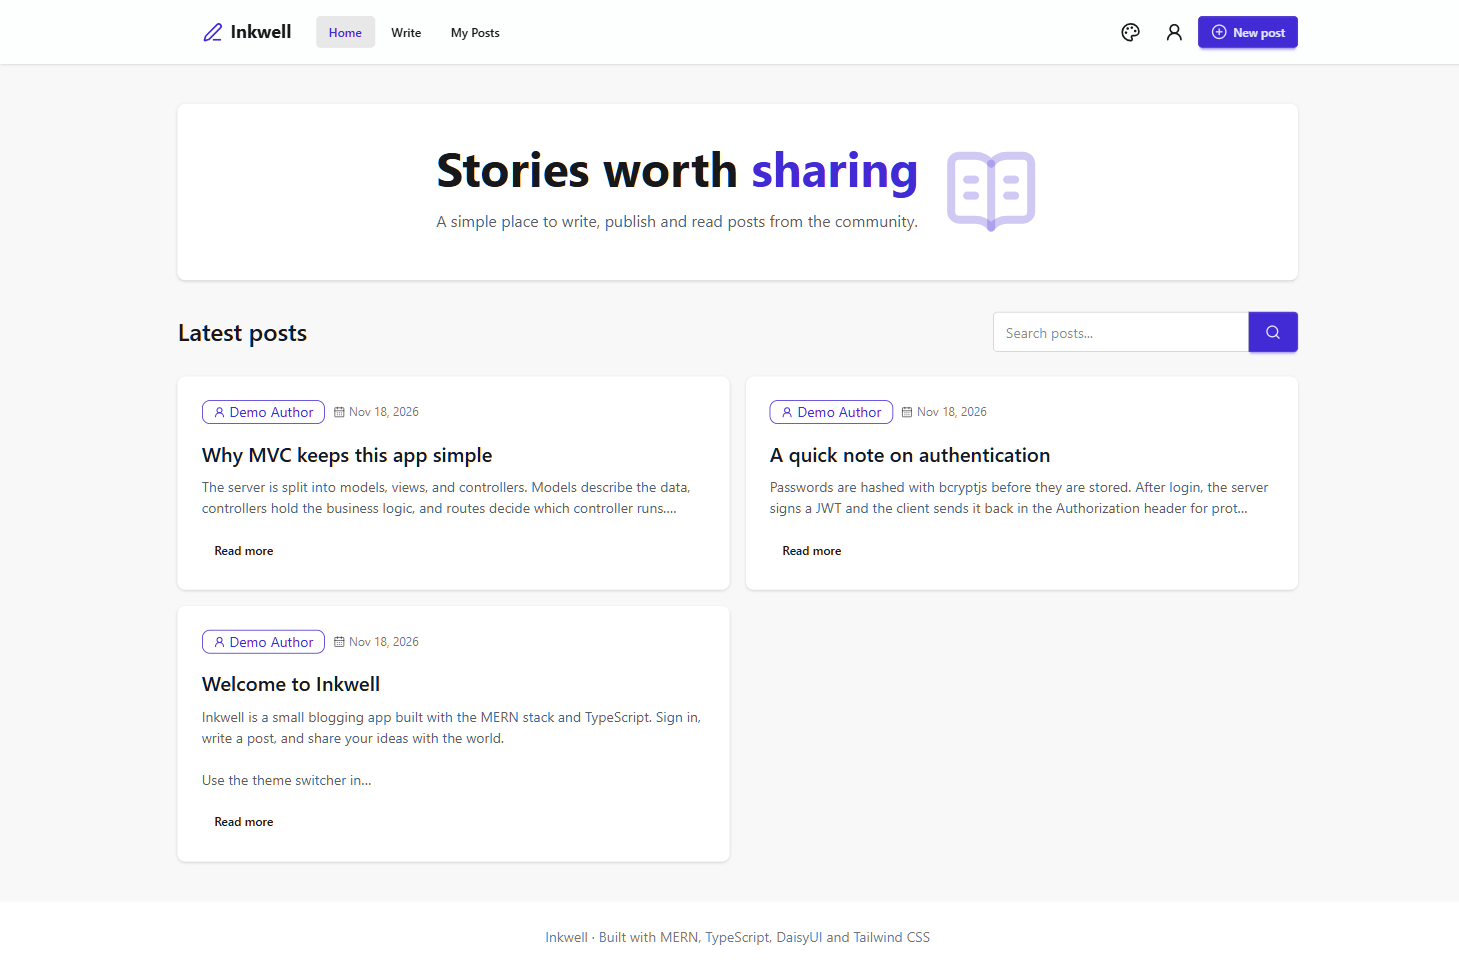 Inkwell
Home
Write
My Posts
New post
Stories worth sharing
A simple place to write, publish and read posts from the community.
Latest posts
Search posts...
Demo Author
Nov 18, 2026
Why MVC keeps this app simple
The server is split into models, views, and controllers. Models describe the data,
controllers hold the business logic, and routes decide which controller runs....
Read more
Demo Author
Nov 18, 2026
A quick note on authentication
Passwords are hashed with bcryptjs before they are stored. After login, the server
signs a JWT and the client sends it back in the Authorization header for prot...
Read more
Demo Author
Nov 18, 2026
Welcome to Inkwell
Inkwell is a small blogging app built with the MERN stack and TypeScript. Sign in,
write a post, and share your ideas with the world.
Use the theme switcher in...
Read more
Inkwell · Built with MERN, TypeScript, DaisyUI and Tailwind CSS